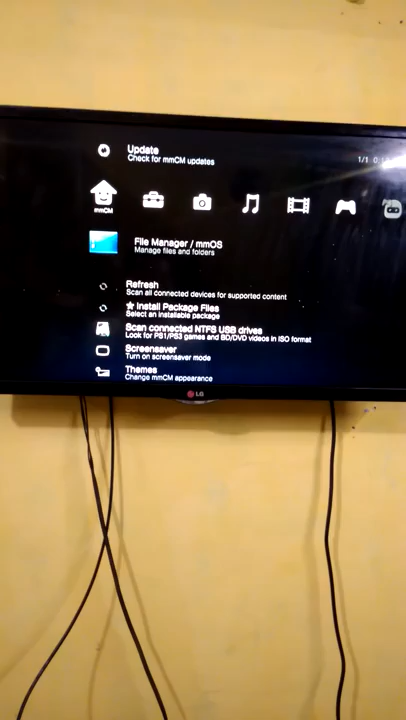 Update
Check for mmCM updates
1/1
mmCM
File Manager / mmOS
Manage files and folders
Refresh
Scan all connected devices for supported content
★ Install Package Files
Select an installable package
Scan connected NTFS USB drives
Look for PS1/PS3 games and BD/DVD videos in ISO format
Screensaver
Turn on screensaver mode
Themes
Change mmCM appearance
LG